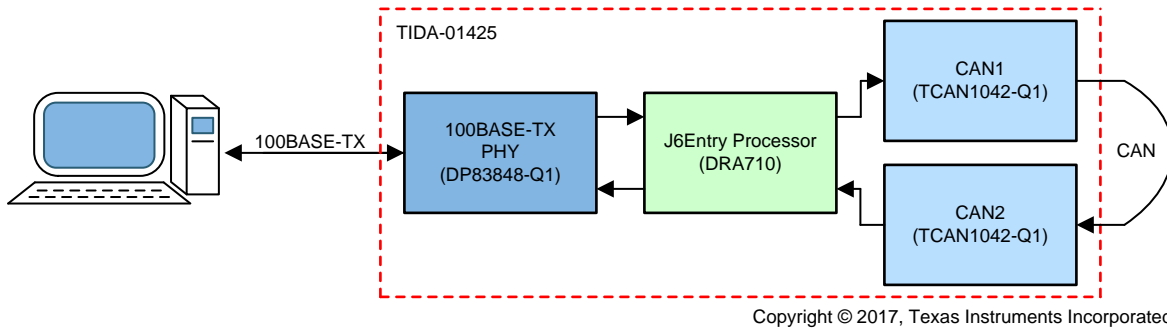 TIDA-01425
100BASE-TX
100BASE-TX
PHY
(DP83848-Q1)
J6Entry Processor
(DRA710)
CAN1
(TCAN1042-Q1)
CAN
CAN2
(TCAN1042-Q1)
Copyright © 2017, Texas Instruments Incorporated